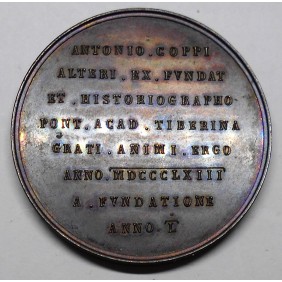 ANTONIO . COPPI
ALTERI . EX . FVNDAT
ET . HISTORIOGRAPHO
PONT . ACAD . TIBERINA
GRATI . ANIMI . ERGO
ANNO . MDCCCLXIII
A . FVNDATIONE
ANNO . L